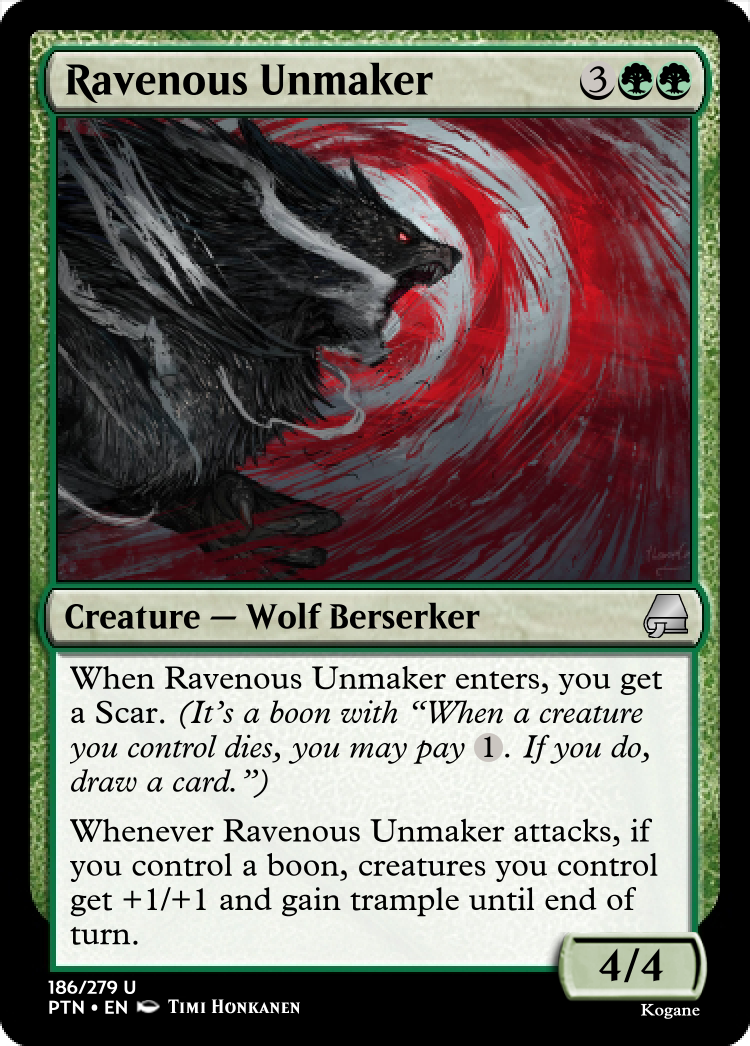 Ravenous Unmaker 3
Creature — Wolf Berserker
When Ravenous Unmaker enters, you get
a Scar. (It's a boon with “When a creature
you control dies, you may pay 1. If you do,
draw a card.”)
Whenever Ravenous Unmaker attacks, if
you control a boon, creatures you control
get +1/+1 and gain trample until end of
turn.
4/4
186/279 U
PTN • EN Timi Honkanen
Kogane